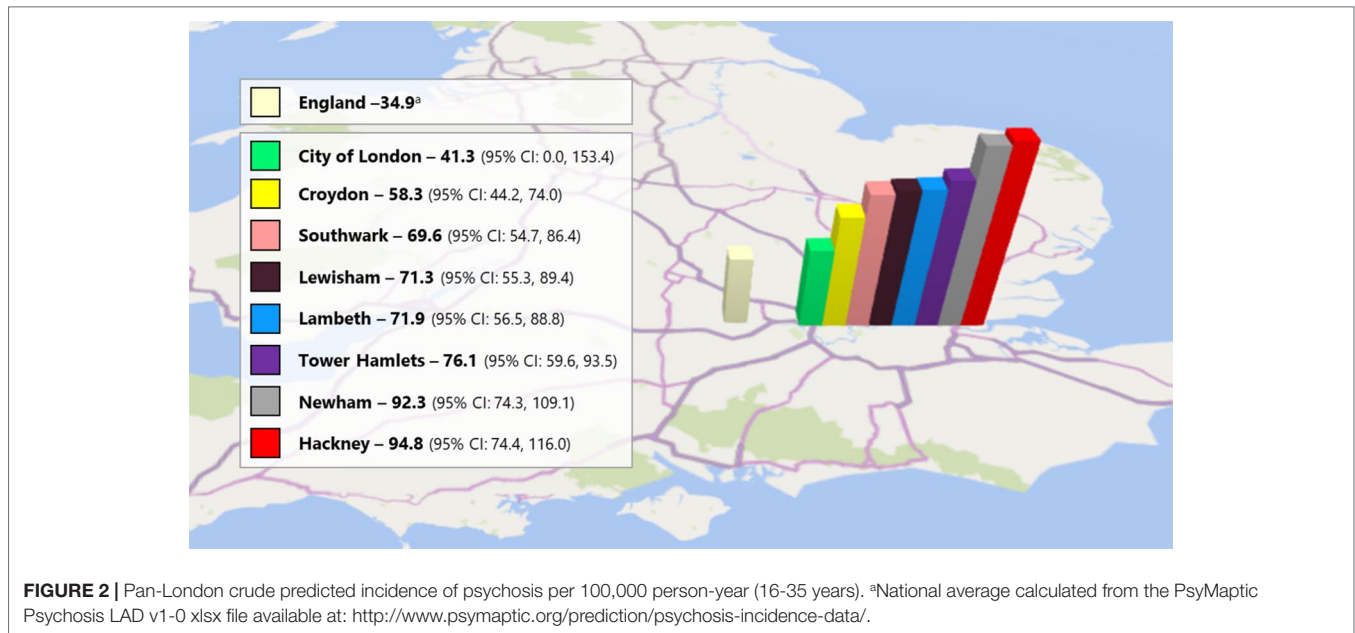 England –34.9ᵃ
City of London – 41.3 (95% CI: 0.0, 153.4)
Croydon – 58.3 (95% CI: 44.2, 74.0)
Southwark – 69.6 (95% CI: 54.7, 86.4)
Lewisham – 71.3 (95% CI: 55.3, 89.4)
Lambeth – 71.9 (95% CI: 56.5, 88.8)
Tower Hamlets – 76.1 (95% CI: 59.6, 93.5)
Newham – 92.3 (95% CI: 74.3, 109.1)
Hackney – 94.8 (95% CI: 74.4, 116.0)
FIGURE 2 | Pan-London crude predicted incidence of psychosis per 100,000 person-year (16-35 years). ᵃNational average calculated from the PsyMaptic
Psychosis LAD v1-0 xlsx file available at: http://www.psymaptic.org/prediction/psychosis-incidence-data/.